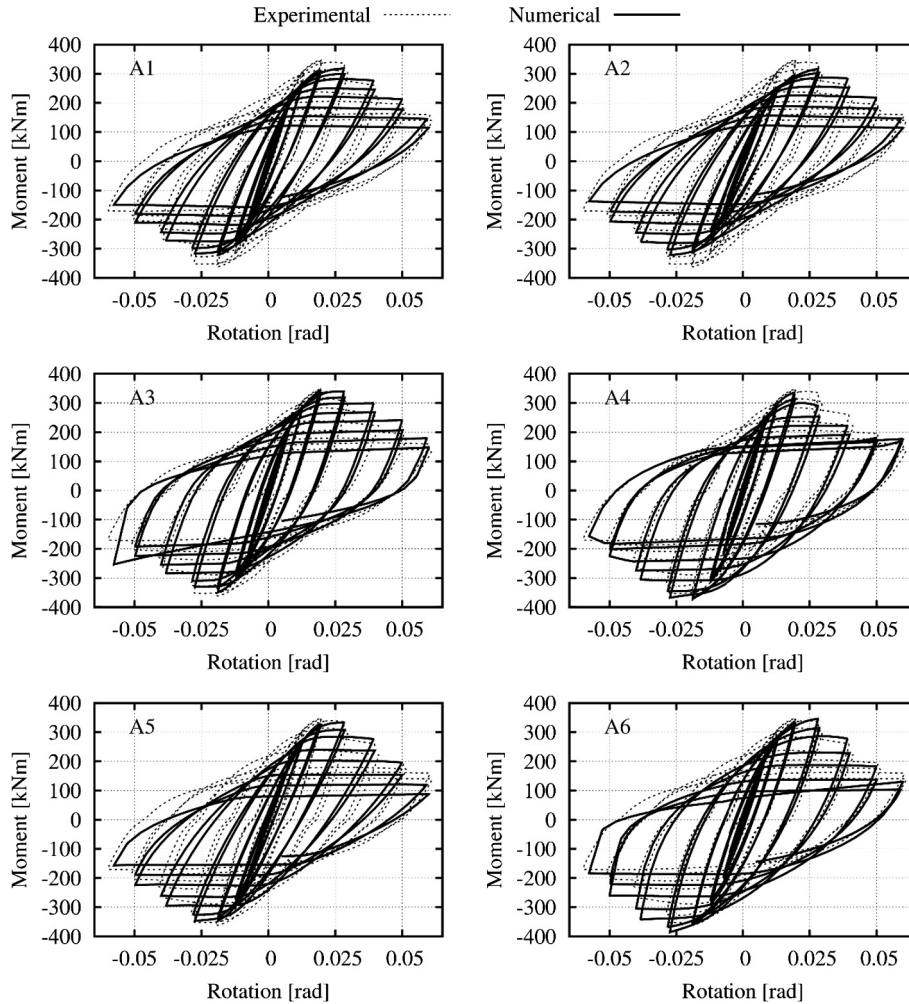 Experimental Numerical
A1 A2
Moment [kNm] Moment [kNm]
400 400
300 300
200 200
100 100
0 0
-100 -100
-200 -200
-300 -300
-400 -400
-0.05 -0.025 0 0.025 0.05 -0.05 -0.025 0 0.025 0.05
Rotation [rad] Rotation [rad]
A3 A4
Moment [kNm] Moment [kNm]
400 400
300 300
200 200
100 100
0 0
-100 -100
-200 -200
-300 -300
-400 -400
-0.05 -0.025 0 0.025 0.05 -0.05 -0.025 0 0.025 0.05
Rotation [rad] Rotation [rad]
A5 A6
Moment [kNm] Moment [kNm]
400 400
300 300
200 200
100 100
0 0
-100 -100
-200 -200
-300 -300
-400 -400
-0.05 -0.025 0 0.025 0.05 -0.05 -0.025 0 0.025 0.05
Rotation [rad] Rotation [rad]